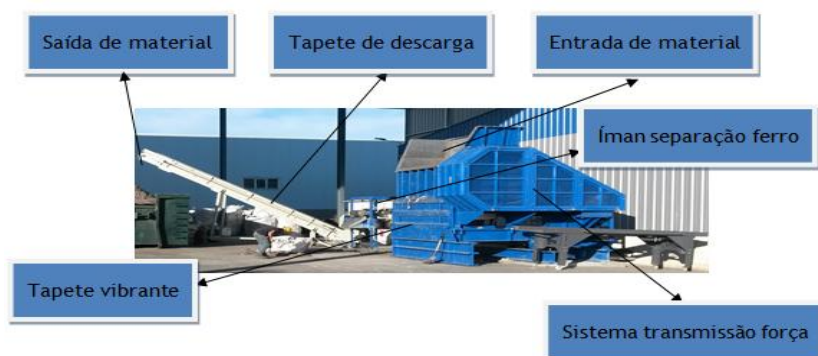 Saída de material
Tapete de descarga
Entrada de material
Íman separação ferro
Tapete vibrante
Sistema transmissão força